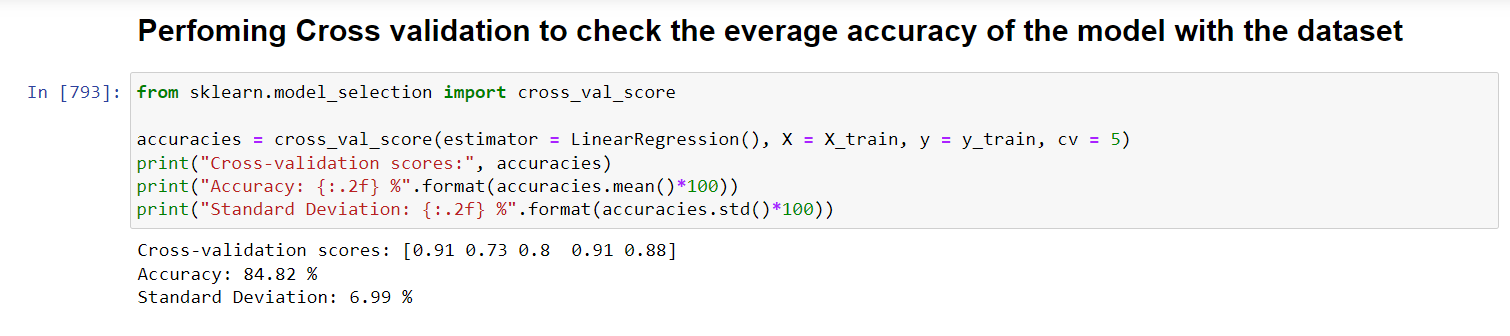 Perfoming Cross validation to check the everage accuracy of the model with the dataset
In [793]: from sklearn.model_selection import cross_val_score
accuracies = cross_val_score(estimator = LinearRegression(), X = X_train, y = y_train, cv = 5)
print("Cross-validation scores:", accuracies)
print("Accuracy: {:.2f} %".format(accuracies.mean()*100))
print("Standard Deviation: {:.2f} %".format(accuracies.std()*100))
Cross-validation scores: [0.91 0.73 0.8  0.91 0.88]
Accuracy: 84.82 %
Standard Deviation: 6.99 %